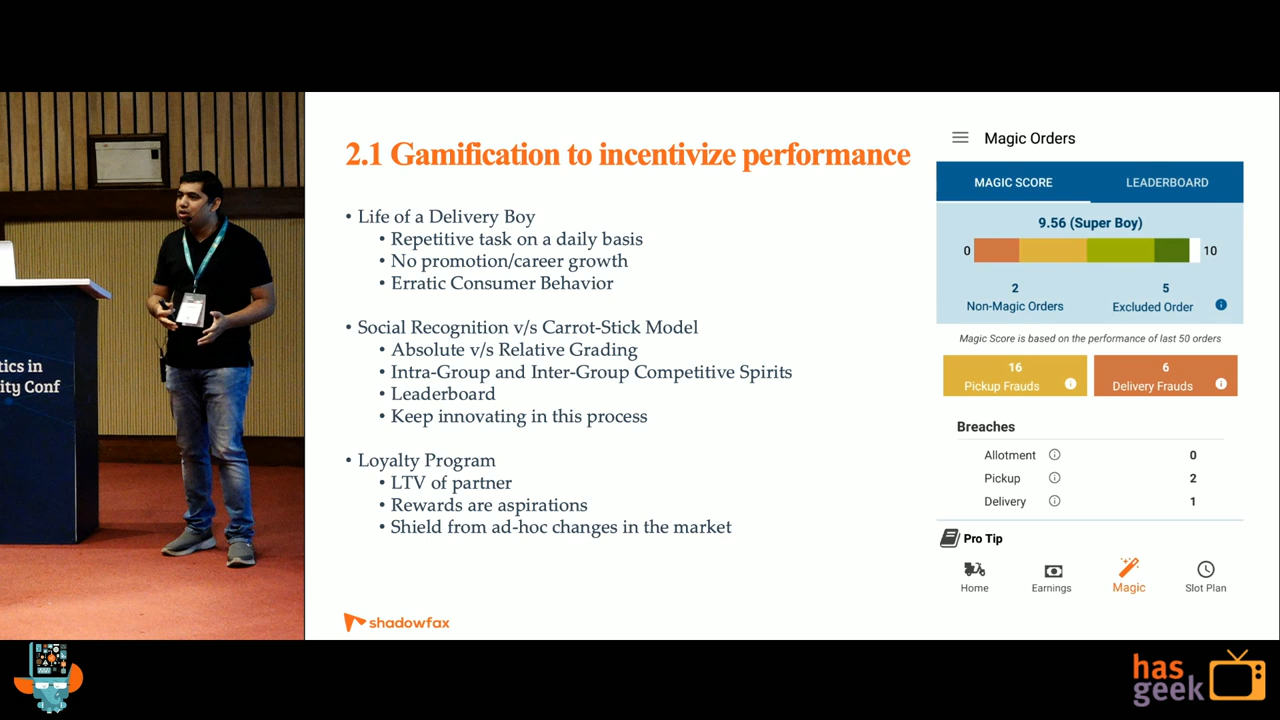 tics in
ity Conf
2.1 Gamification to incentivize performance
• Life of a Delivery Boy
• Repetitive task on a daily basis
• No promotion/career growth
• Erratic Consumer Behavior
• Social Recognition v/s Carrot-Stick Model
• Absolute v/s Relative Grading
• Intra-Group and Inter-Group Competitive Spirits
• Leaderboard
• Keep innovating in this process
• Loyalty Program
• LTV of partner
• Rewards are aspirations
• Shield from ad-hoc changes in the market
shadowfax
Magic Orders
MAGIC SCORE LEADERBOARD
9.56 (Super Boy)
0 10
2 5
Non-Magic Orders Excluded Order
Magic Score is based on the performance of last 50 orders
16 6
Pickup Frauds Delivery Frauds
Breaches
Allotment 0
Pickup 2
Delivery 1
Pro Tip
Home Earnings Magic Slot Plan
has
geek